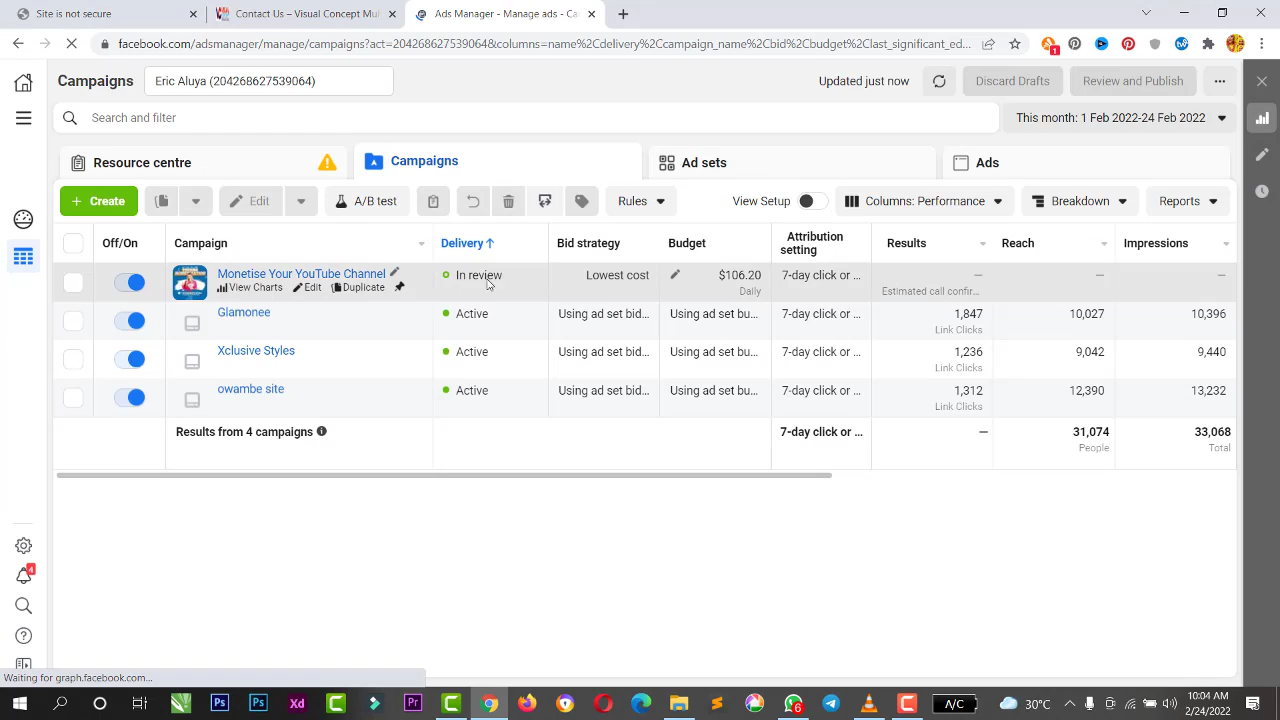 Site is not secure
Contact Us – Visual Concept Mul
Ads Manager - Manage ads - Ca
facebook.com/adsmanager/manage/campaigns?act=204268627539064&columns=name%2Cdelivery%2Ccampaign_name%2Cbid%2Cbudget%2Clast_significant_ed...
1
Campaigns
Eric Aluya (204268627539064)
Updated just now
Discard Drafts
Review and Publish
Search and filter
This month: 1 Feb 2022-24 Feb 2022
Resource centre
Campaigns
Ad sets
Ads
+ Create
Edit
A/B test
Rules
View Setup
Columns: Performance
Breakdown
Reports
Off/On
Campaign
Delivery ↑
Bid strategy
Budget
Attribution
setting
Results
Reach
Impressions
Monetise Your YouTube Channel
View Charts
Edit
Duplicate
In review
Lowest cost
$106.20
Daily
7-day click or ...
—
Estimated call confir...
—
—
Glamonee
Active
Using ad set bid...
Using ad set bu...
7-day click or ...
1,847
Link Clicks
10,027
10,396
Xclusive Styles
Active
Using ad set bid...
Using ad set bu...
7-day click or ...
1,236
Link Clicks
9,042
9,440
owambe site
Active
Using ad set bid...
Using ad set bu...
7-day click or ...
1,312
Link Clicks
12,390
13,232
Results from 4 campaigns
7-day click or ...
—
31,074
People
33,068
Total
4
Waiting for graph.facebook.com...
Ps
Ps
Xd
Pr
6
A/C
30°C
10:04 AM
2/24/2022